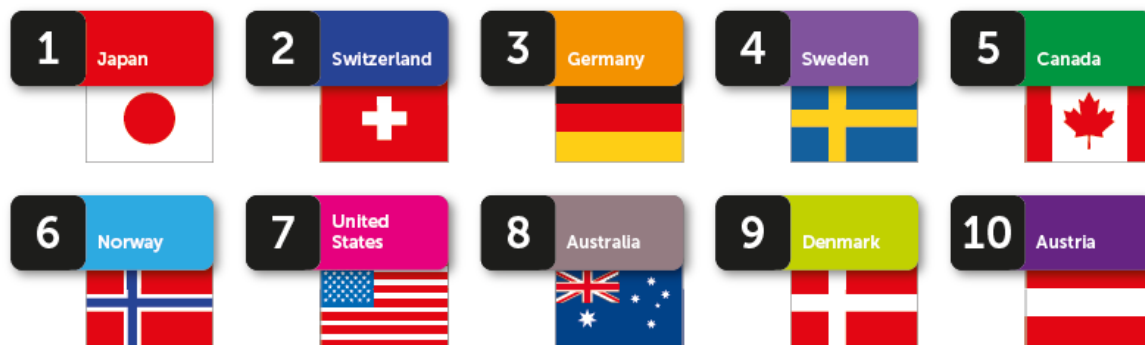 1 Japan
2 Switzerland
3 Germany
4 Sweden
5 Canada
6 Norway
7 United
States
8 Australia
9 Denmark
10 Austria